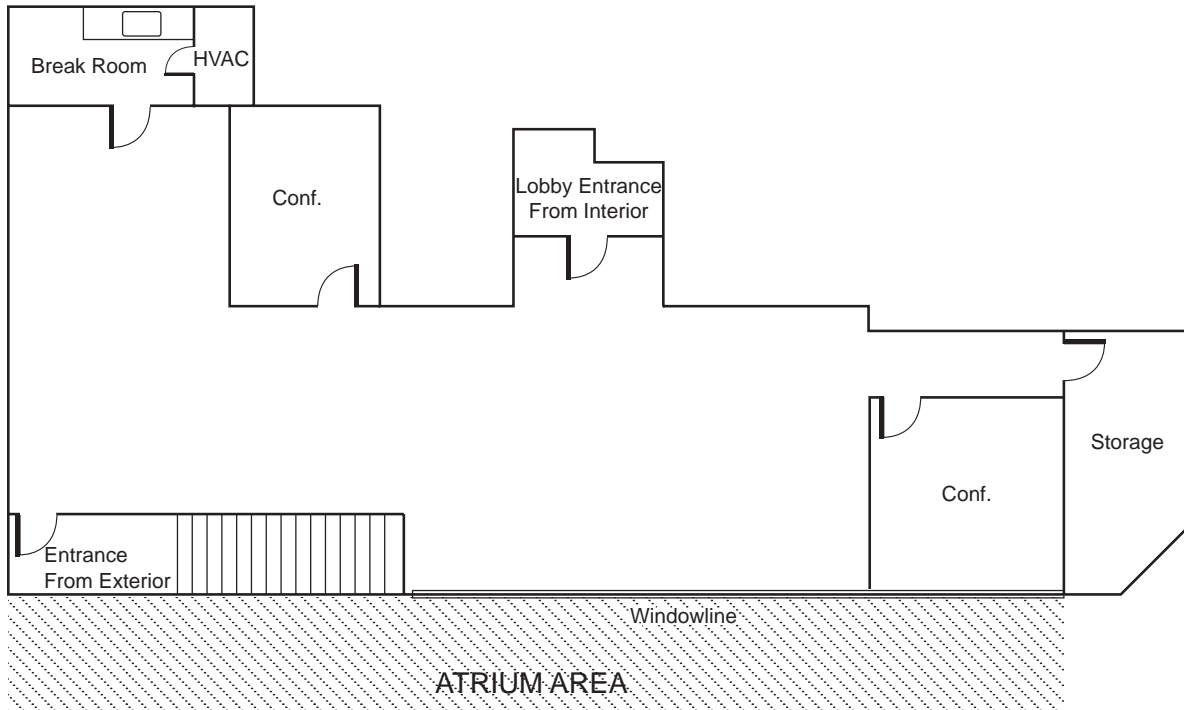 Break Room
HVAC
Conf.
Lobby Entrance
From Interior
Storage
Conf.
Entrance
From Exterior
Windowline
ATRIUM AREA